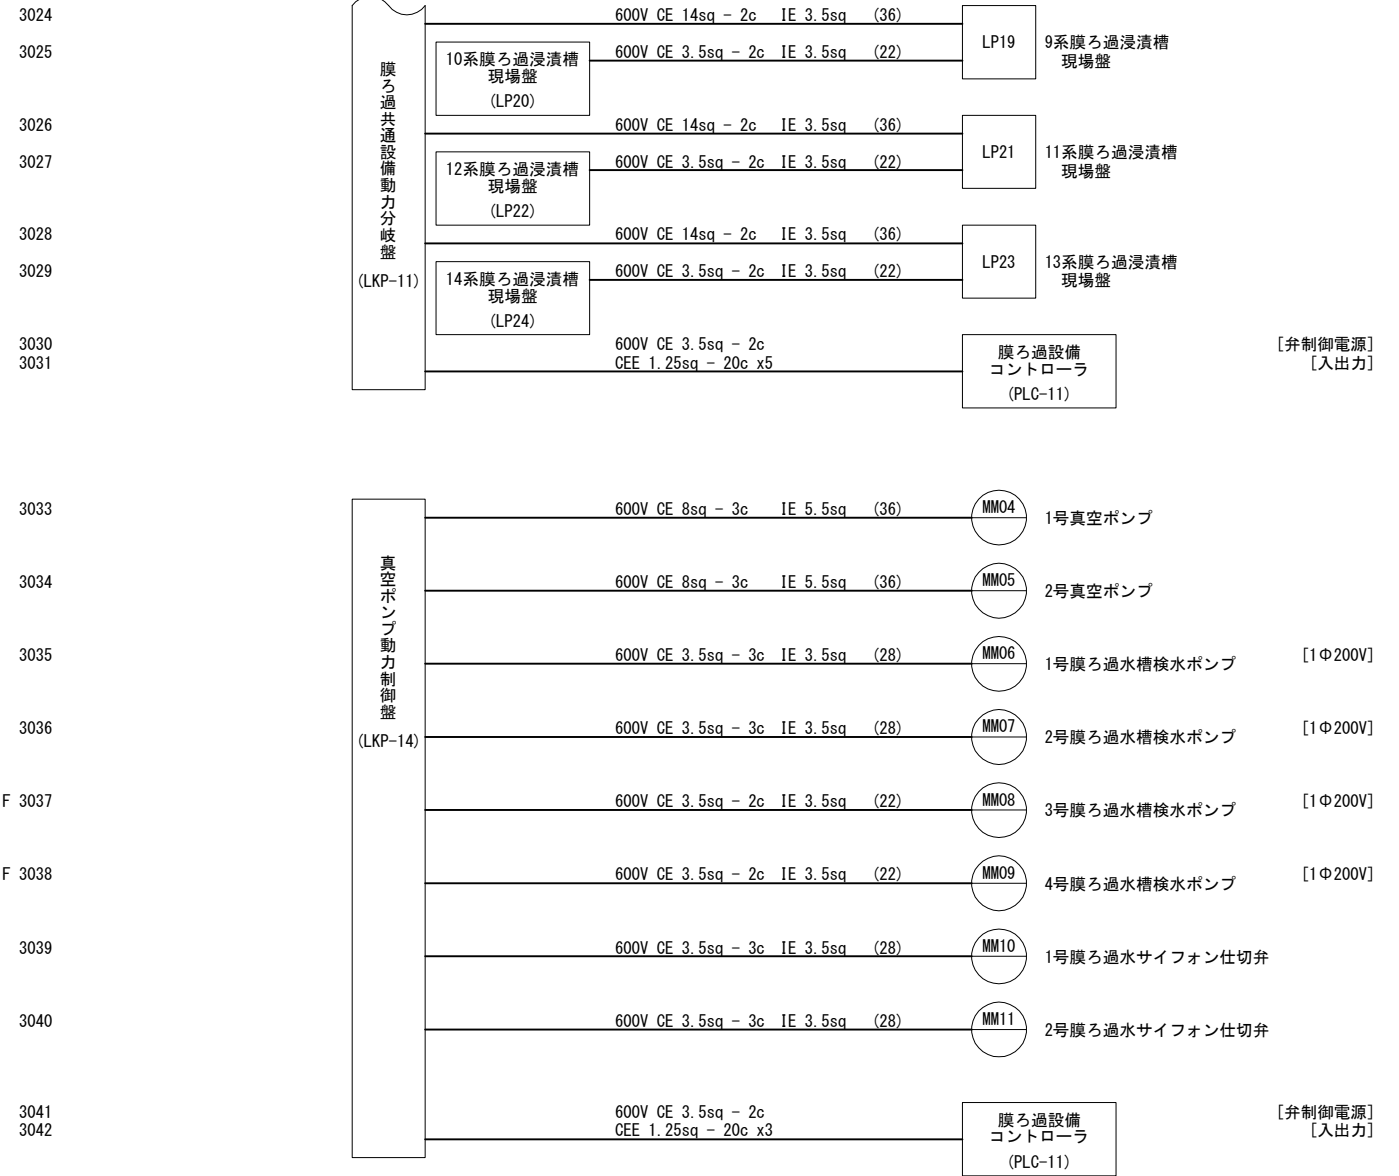 3024 600V CE 14sq - 2c IE 3.5sq (36)
LP19 9系膜ろ過浸漬槽
現場盤
3025 10系膜ろ過浸漬槽
現場盤
(LP20)
600V CE 3.5sq - 2c IE 3.5sq (22)
膜ろ過共通設備動力分岐盤
(LKP-11)
3026 600V CE 14sq - 2c IE 3.5sq (36)
LP21 11系膜ろ過浸漬槽
現場盤
3027 12系膜ろ過浸漬槽
現場盤
(LP22)
600V CE 3.5sq - 2c IE 3.5sq (22)
3028 600V CE 14sq - 2c IE 3.5sq (36)
LP23 13系膜ろ過浸漬槽
現場盤
3029 14系膜ろ過浸漬槽
現場盤
(LP24)
600V CE 3.5sq - 2c IE 3.5sq (22)
3030 600V CE 3.5sq - 2c [弁制御電源]
3031 CEE 1.25sq - 20c x5 [入出力]
膜ろ過設備
コントローラ
(PLC-11)
真空ポンプ動力制御盤
(LKP-14)
3033 600V CE 8sq - 3c IE 5.5sq (36) MM04 1号真空ポンプ
3034 600V CE 8sq - 3c IE 5.5sq (36) MM05 2号真空ポンプ
3035 600V CE 3.5sq - 3c IE 3.5sq (28) MM06 1号膜ろ過水槽検水ポンプ [1Φ200V]
3036 600V CE 3.5sq - 3c IE 3.5sq (28) MM07 2号膜ろ過水槽検水ポンプ [1Φ200V]
F 3037 600V CE 3.5sq - 2c IE 3.5sq (22) MM08 3号膜ろ過水槽検水ポンプ [1Φ200V]
F 3038 600V CE 3.5sq - 2c IE 3.5sq (22) MM09 4号膜ろ過水槽検水ポンプ [1Φ200V]
3039 600V CE 3.5sq - 3c IE 3.5sq (28) MM10 1号膜ろ過水サイフォン仕切弁
3040 600V CE 3.5sq - 3c IE 3.5sq (28) MM11 2号膜ろ過水サイフォン仕切弁
3041 600V CE 3.5sq - 2c [弁制御電源]
3042 CEE 1.25sq - 20c x3 [入出力]
膜ろ過設備
コントローラ
(PLC-11)